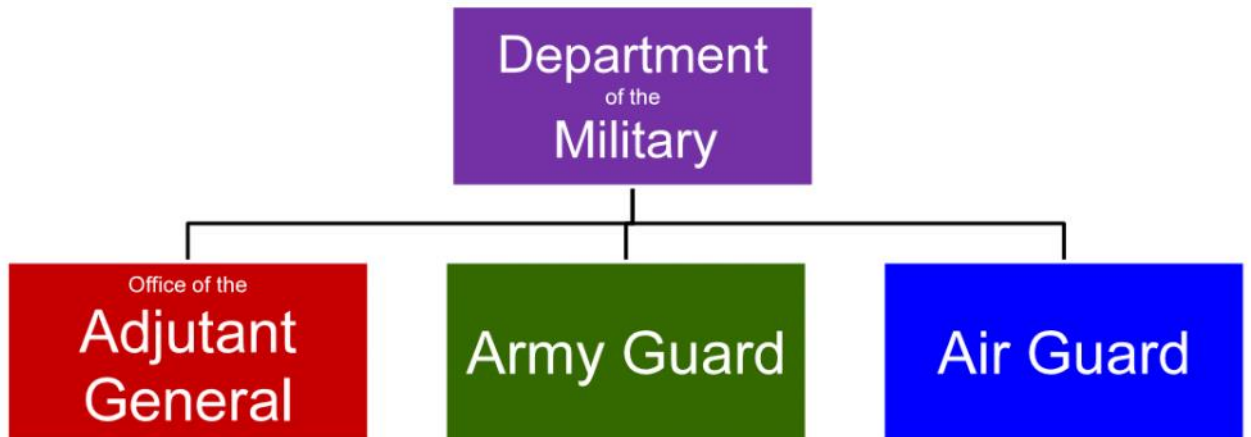 Department
of the
Military
Office of the
Adjutant
General
Army Guard
Air Guard